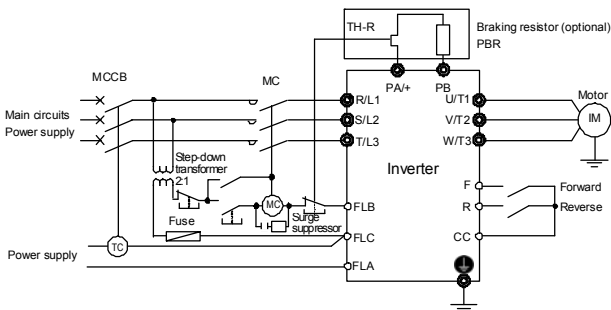 TH-R
Braking resistor (optional)
PBR
MCCB
MC
PA/+
PB
Main circuits
Power supply
R/L1
S/L2
T/L3
U/T1
V/T2
W/T3
Motor
IM
Inverter
Step-down
transformer
2:1
MC
Surge
suppressor
Fuse
TC
Power supply
FLB
FLC
FLA
F
R
CC
Forward
Reverse